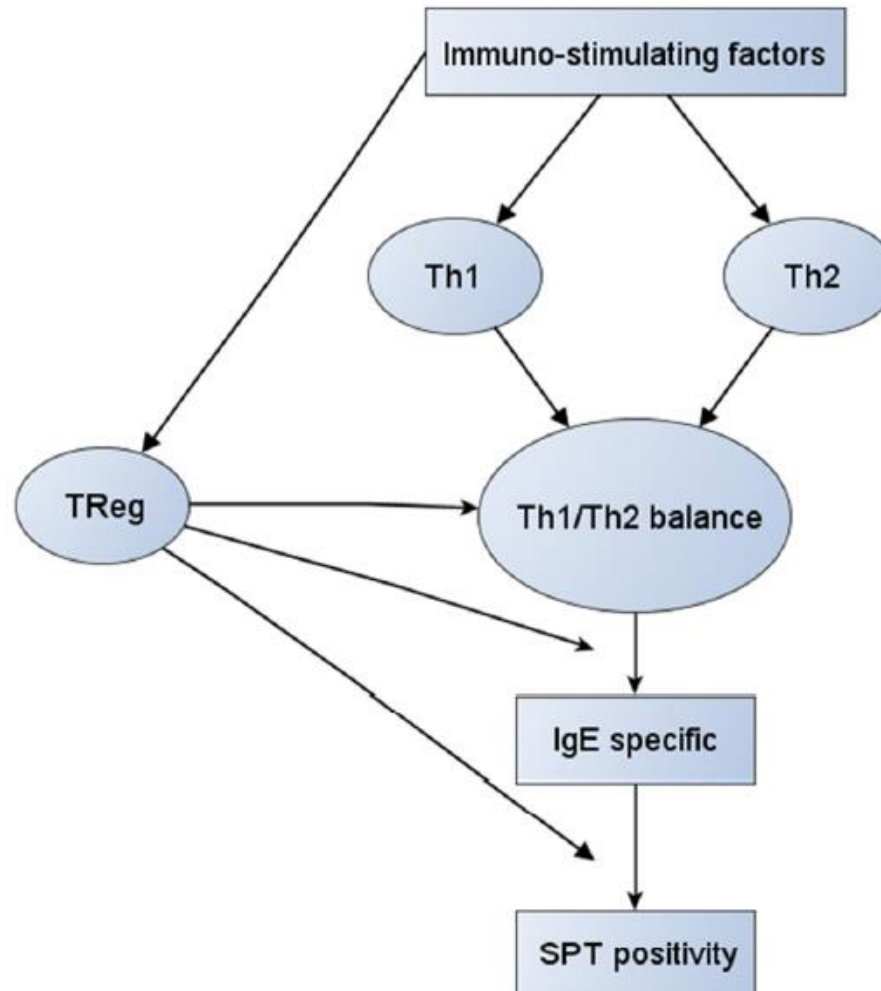 Immuno-stimulating factors
Th1
Th2
TReg
Th1/Th2 balance
IgE specific
SPT positivity